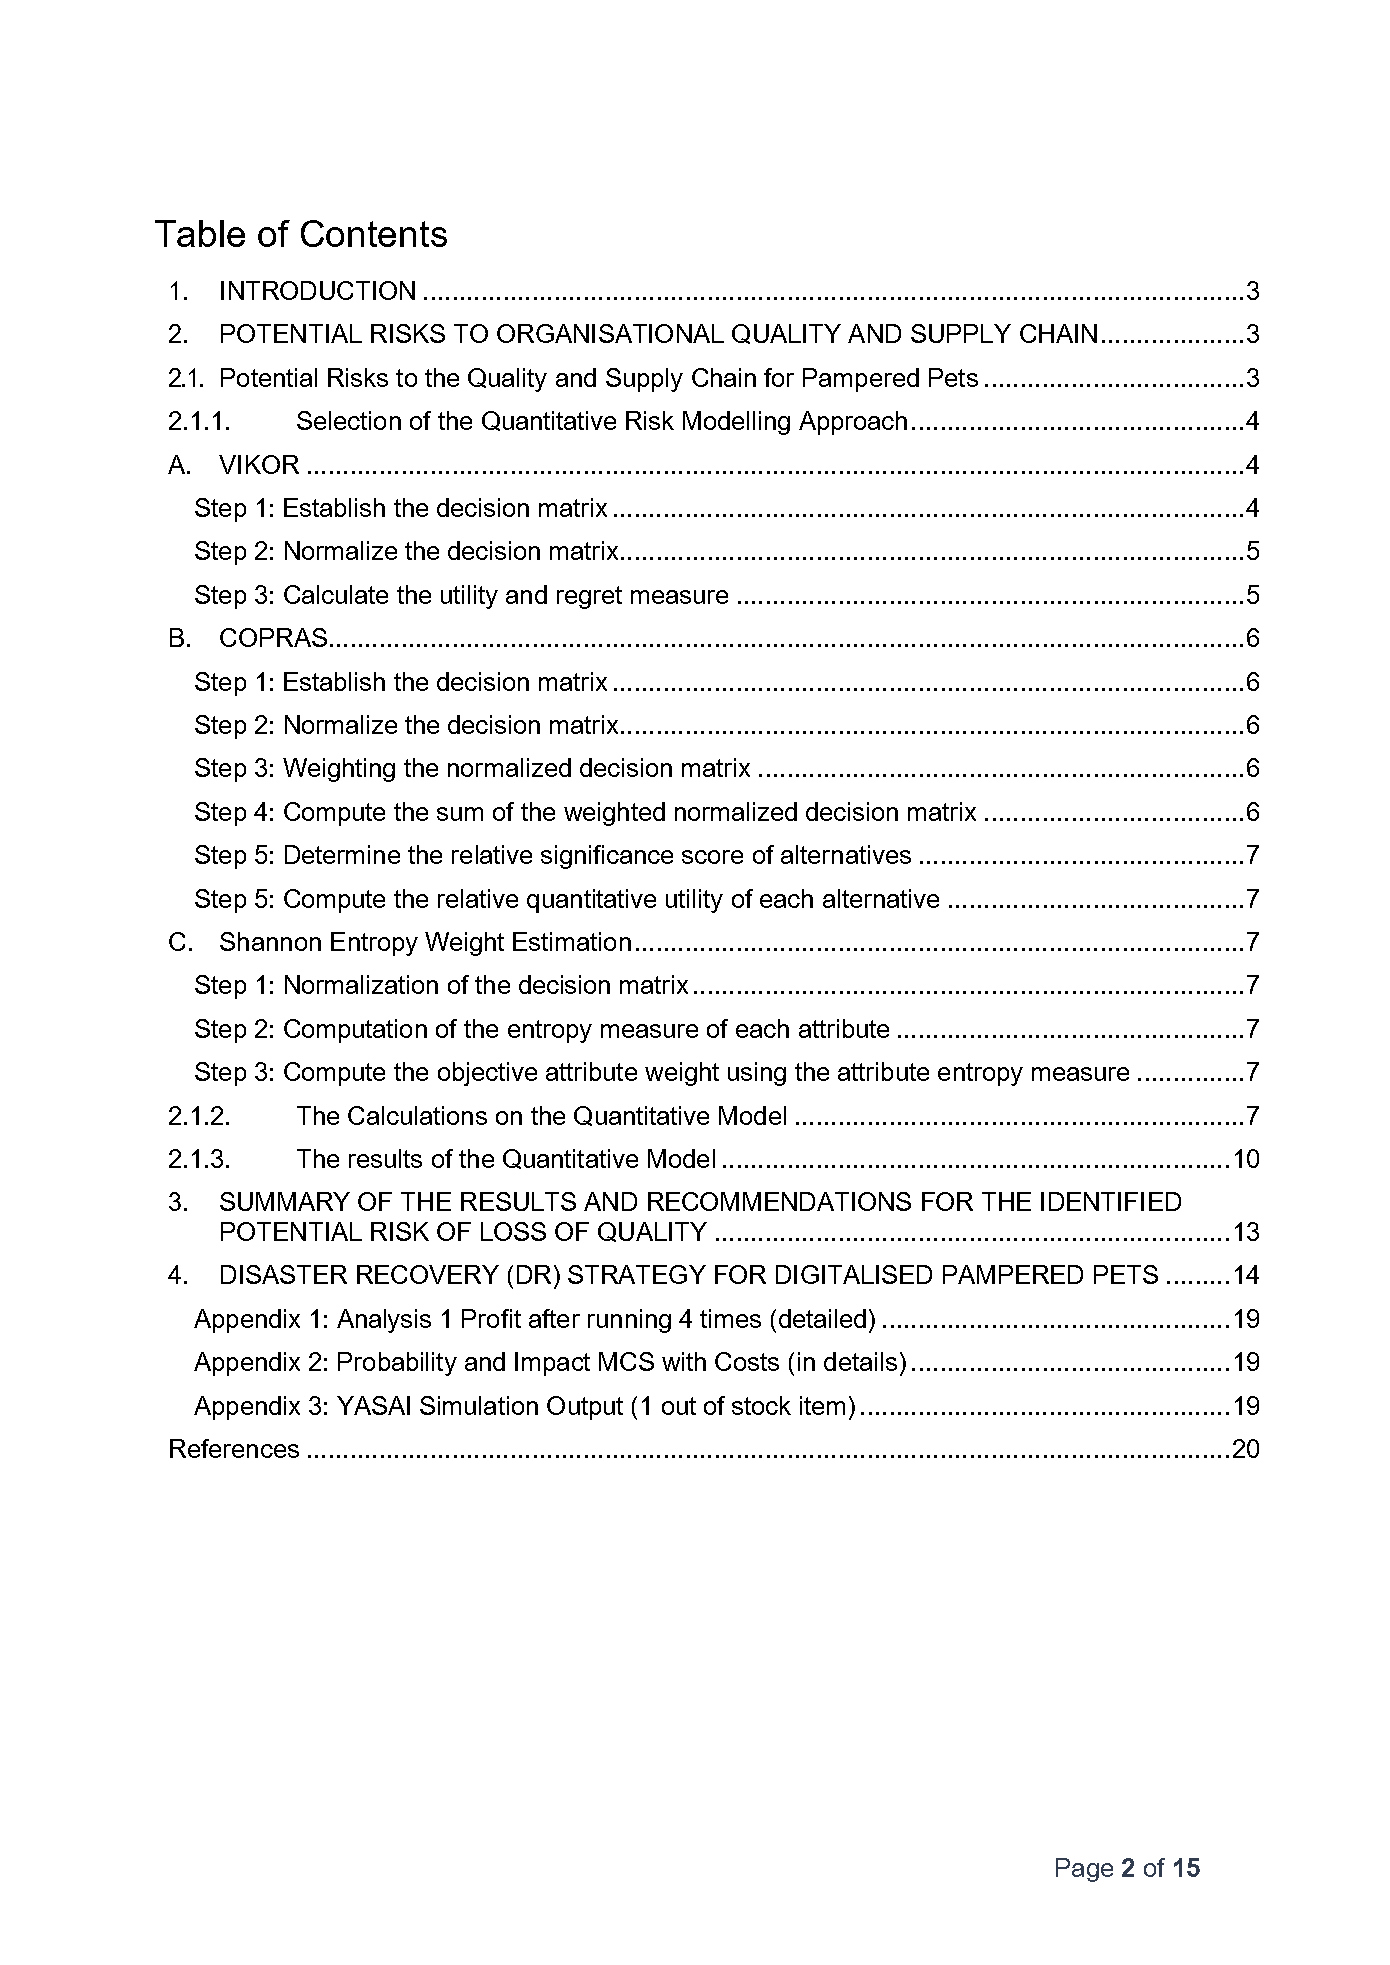 Table of Contents
1. INTRODUCTION ........................................................................................................................3
2. POTENTIAL RISKS TO ORGANISATIONAL QUALITY AND SUPPLY CHAIN....................3
2.1. Potential Risks to the Quality and Supply Chain for Pampered Pets....................................3
2.1.1. Selection of the Quantitative Risk Modelling Approach..............................................4
A. VIKOR ..................................................................................................................................4
Step 1: Establish the decision matrix ........................................................................................4
Step 2: Normalize the decision matrix.......................................................................................5
Step 3: Calculate the utility and regret measure ......................................................................5
B. COPRAS...............................................................................................................................6
Step 1: Establish the decision matrix ........................................................................................6
Step 2: Normalize the decision matrix.......................................................................................6
Step 3: Weighting the normalized decision matrix ...................................................................6
Step 4: Compute the sum of the weighted normalized decision matrix ....................................6
Step 5: Determine the relative significance score of alternatives .............................................7
Step 5: Compute the relative quantitative utility of each alternative .........................................7
C. Shannon Entropy Weight Estimation.....................................................................................7
Step 1: Normalization of the decision matrix............................................................................7
Step 2: Computation of the entropy measure of each attribute ................................................7
Step 3: Compute the objective attribute weight using the attribute entropy measure ...............7
2.1.2. The Calculations on the Quantitative Model ..............................................................7
2.1.3. The results of the Quantitative Model ......................................................................10
3. SUMMARY OF THE RESULTS AND RECOMMENDATIONS FOR THE IDENTIFIED
POTENTIAL RISK OF LOSS OF QUALITY .......................................................................13
4. DISASTER RECOVERY (DR) STRATEGY FOR DIGITALISED PAMPERED PETS .........14
Appendix 1: Analysis 1 Profit after running 4 times (detailed) ................................................19
Appendix 2: Probability and Impact MCS with Costs (in details)............................................19
Appendix 3: YASAI Simulation Output (1 out of stock item)...................................................19
References ................................................................................................................................20
Page 2 of 15